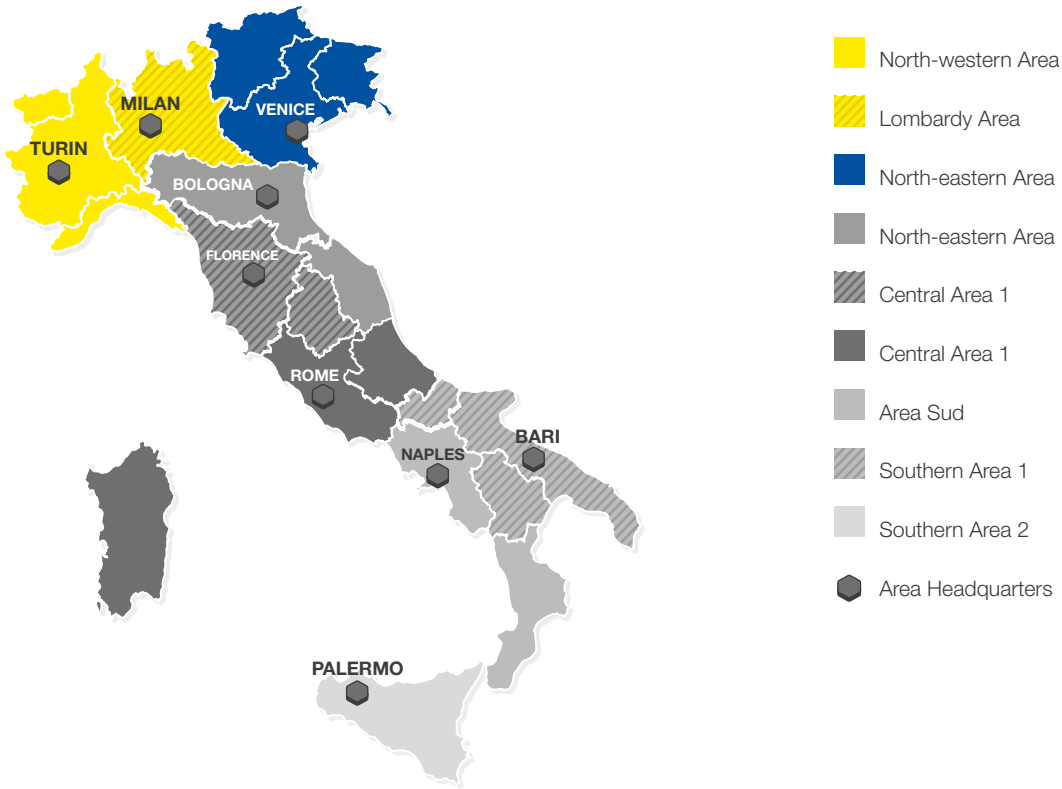 MILAN
VENICE
TURIN
BOLOGNA
FLORENCE
ROME
BARI
NAPLES
PALERMO
North-western Area
Lombardy Area
North-eastern Area
North-eastern Area
Central Area 1
Central Area 1
Area Sud
Southern Area 1
Southern Area 2
Area Headquarters